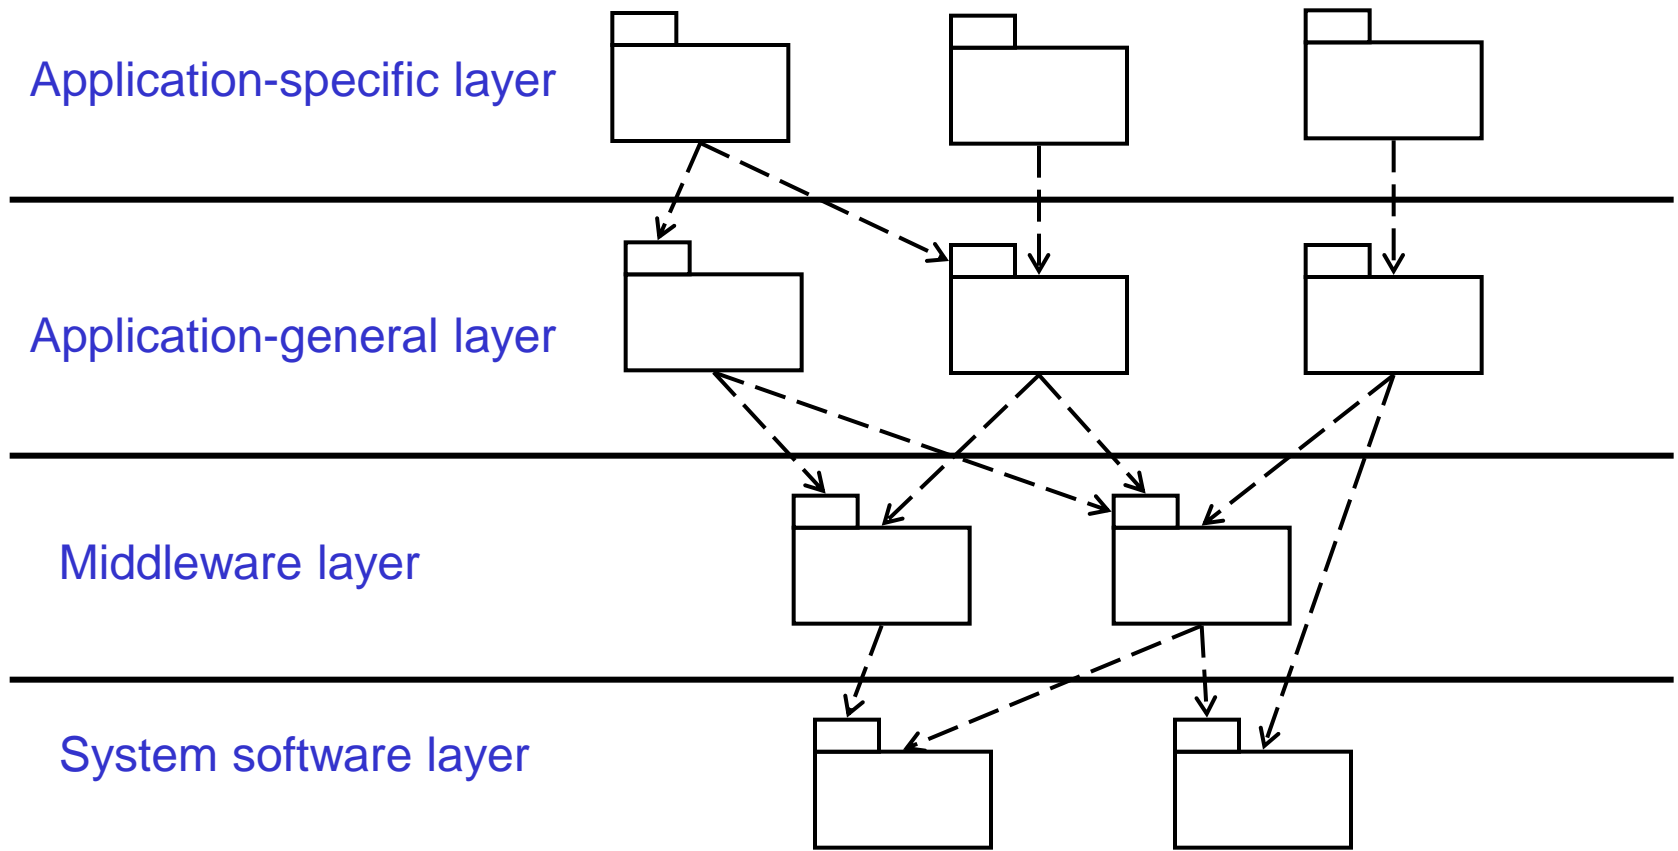 Application-specific layer
Application-general layer
Middleware layer
System software layer